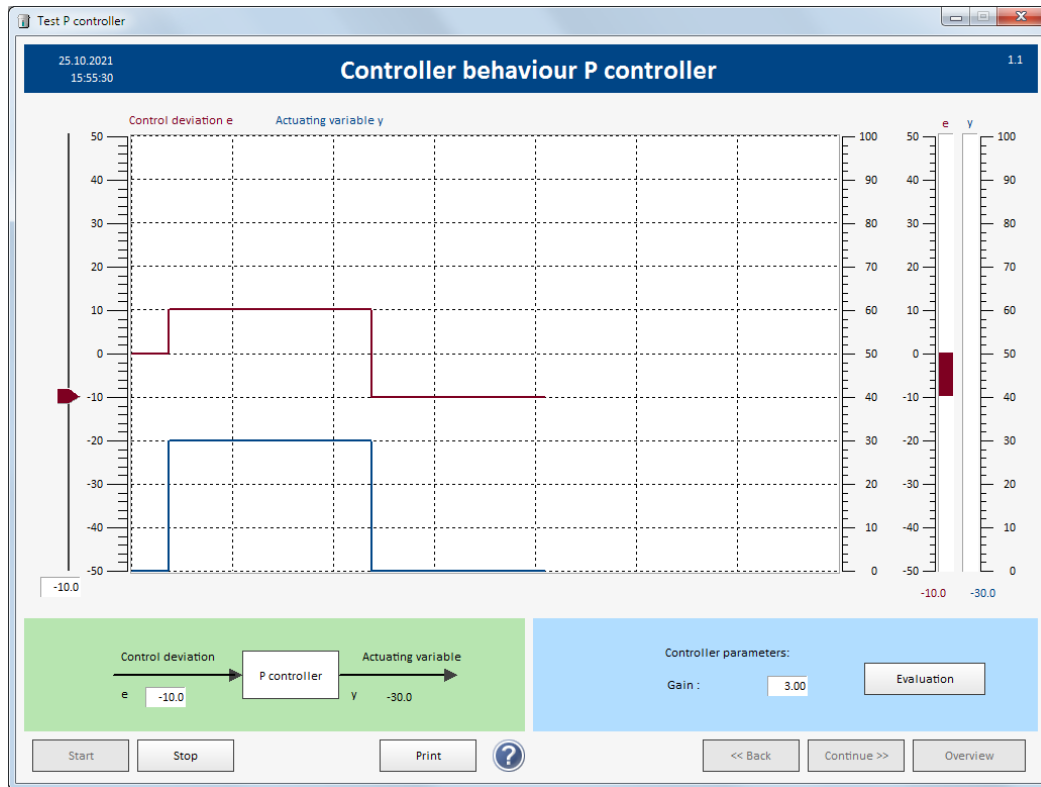 Test P controller
25.10.2021
15:55:30
Controller behaviour P controller
1.1
Control deviation e
Actuating variable y
e
y
50 100 50 100
40 90 40 90
30 80 30 80
20 70 20 70
10 60 10 60
0 50 0 50
-10 40 -10 40
-20 30 -20 30
-30 20 -30 20
-40 10 -40 10
-50 0 -50 0
-10.0
-10.0 -30.0
Control deviation
Actuating variable
P controller
e -10.0
y -30.0
Controller parameters:
Gain : 3.00
Evaluation
Start
Stop
Print
?
<< Back
Continue >>
Overview